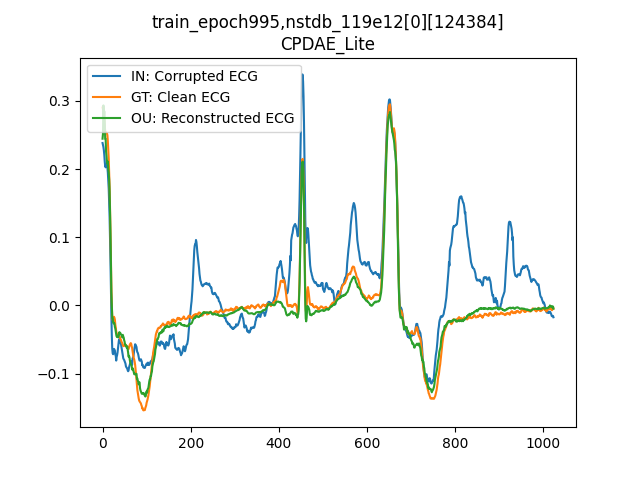 train_epoch995,nstdb_119e12[0][124384]
CPDAE_Lite
IN: Corrupted ECG
GT: Clean ECG
OU: Reconstructed ECG
0.3
0.2
0.1
0.0
−0.1
0 200 400 600 800 1000